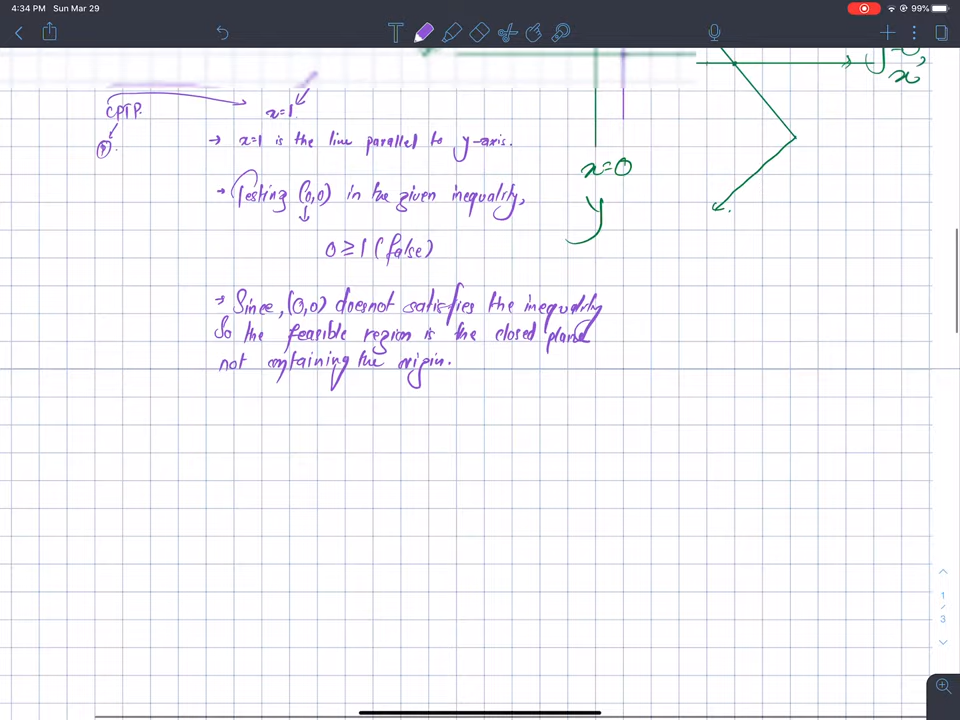 4:34 PM Sun Mar 29
99%
CPTP.
x=1
→ x=1 is the line parallel to y-axis.
→ Testing (0,0) in the given inequality,
0 ≥ 1 (false)
→ Since, (0,0) doesnot satisfies the inequality
So the feasible region is the closed plane
not containing the origin.
x=0
y
x
1
/
3